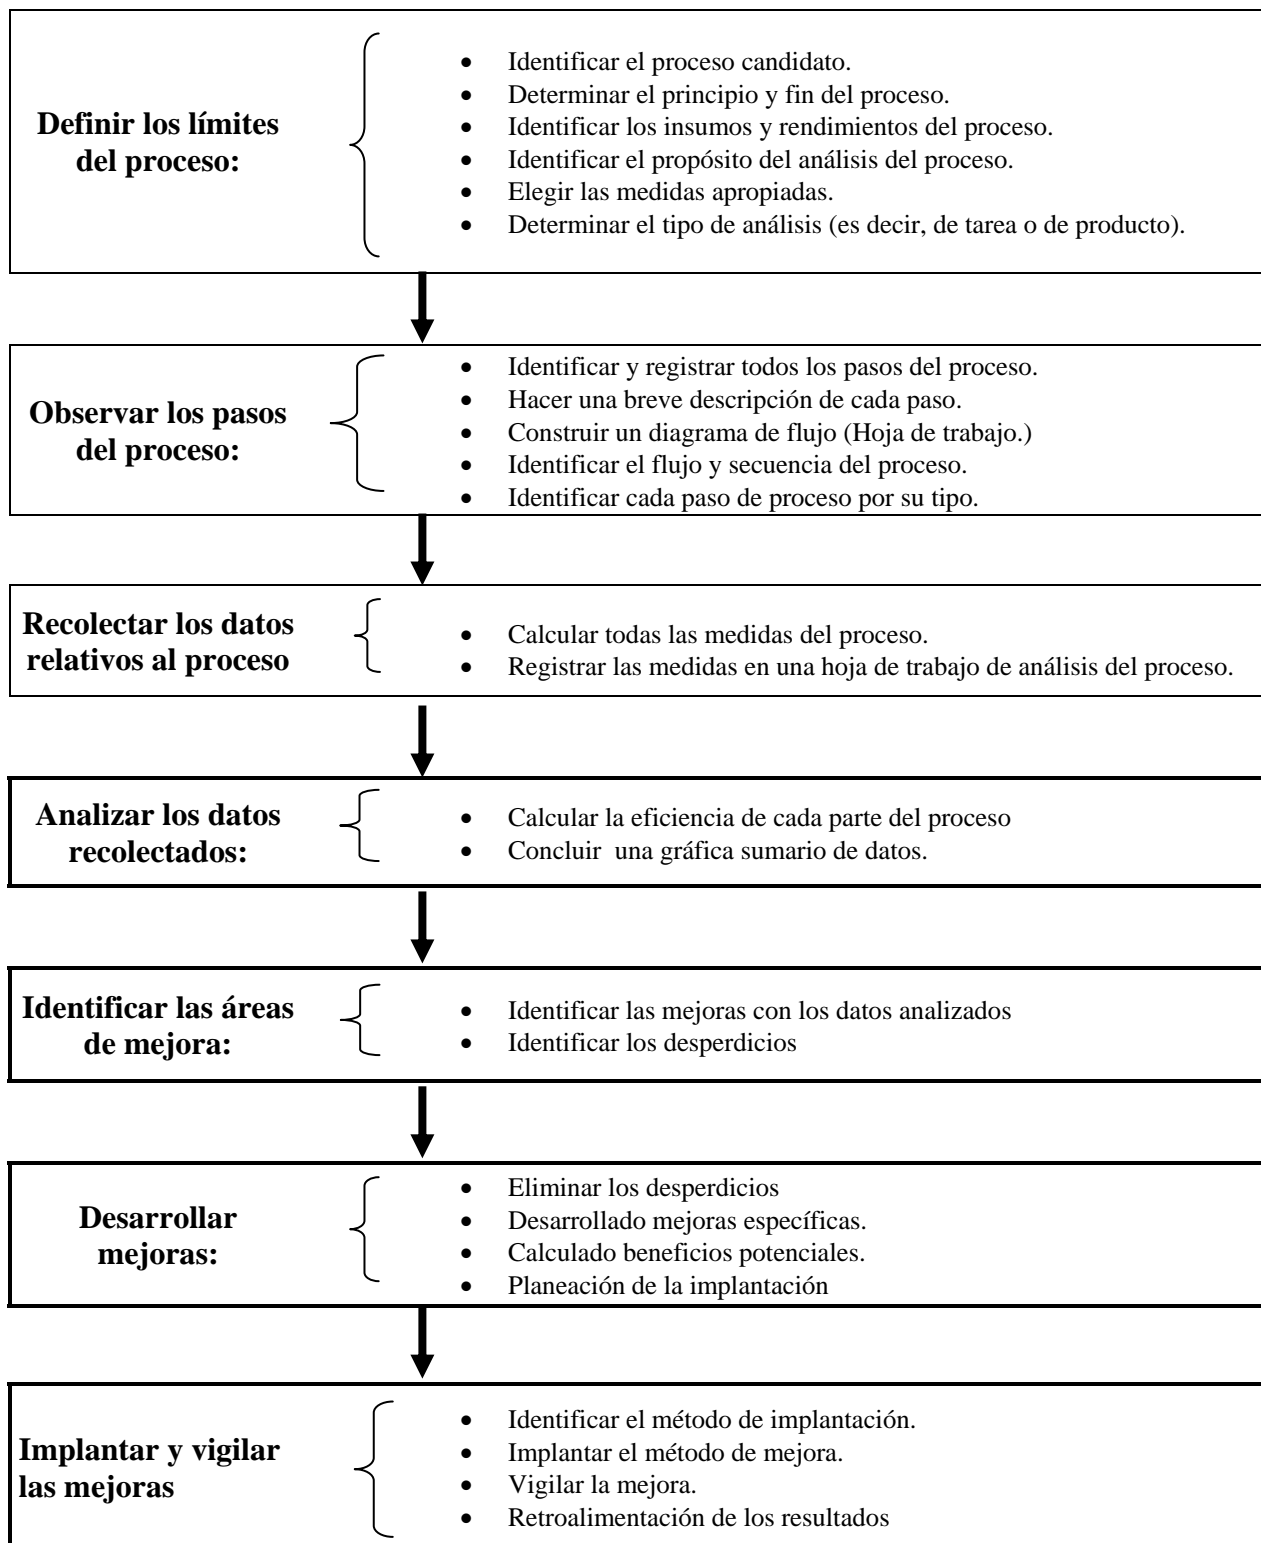 Definir los límites
del proceso:
• Identificar el proceso candidato.
• Determinar el principio y fin del proceso.
• Identificar los insumos y rendimientos del proceso.
• Identificar el propósito del análisis del proceso.
• Elegir las medidas apropiadas.
• Determinar el tipo de análisis (es decir, de tarea o de producto).
Observar los pasos
del proceso:
• Identificar y registrar todos los pasos del proceso.
• Hacer una breve descripción de cada paso.
• Construir un diagrama de flujo (Hoja de trabajo.)
• Identificar el flujo y secuencia del proceso.
• Identificar cada paso de proceso por su tipo.
Recolectar los datos
relativos al proceso
• Calcular todas las medidas del proceso.
• Registrar las medidas en una hoja de trabajo de análisis del proceso.
Analizar los datos
recolectados:
• Calcular la eficiencia de cada parte del proceso
• Concluir  una gráfica sumario de datos.
Identificar las áreas
de mejora:
• Identificar las mejoras con los datos analizados
• Identificar los desperdicios
Desarrollar
mejoras:
• Eliminar los desperdicios
• Desarrollado mejoras específicas.
• Calculado beneficios potenciales.
• Planeación de la implantación
Implantar y vigilar
las mejoras
• Identificar el método de implantación.
• Implantar el método de mejora.
• Vigilar la mejora.
• Retroalimentación de los resultados